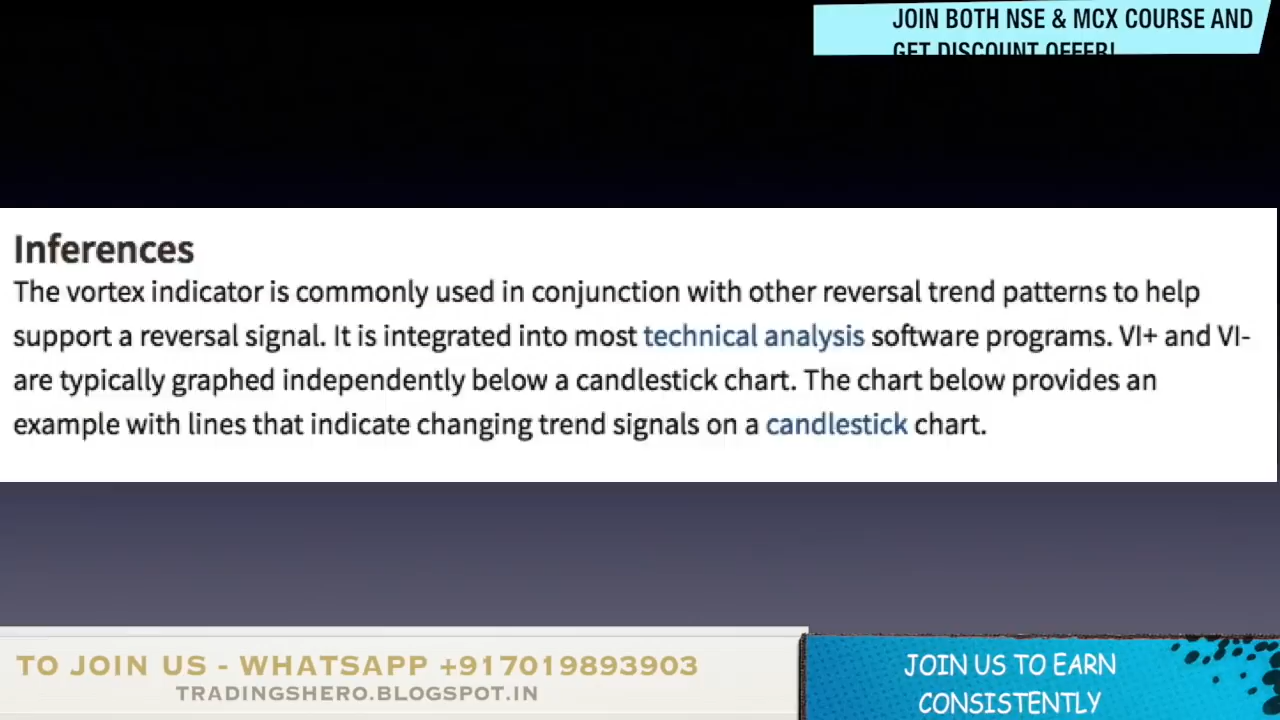 JOIN BOTH NSE & MCX COURSE AND
GET DISCOUNT OFFER!
Inferences
The vortex indicator is commonly used in conjunction with other reversal trend patterns to help
support a reversal signal. It is integrated into most technical analysis software programs. VI+ and VI-
are typically graphed independently below a candlestick chart. The chart below provides an
example with lines that indicate changing trend signals on a candlestick chart.
TO JOIN US - WHATSAPP +917019893903
TRADINGSHERO.BLOGSPOT.IN
JOIN US TO EARN
CONSISTENTLY